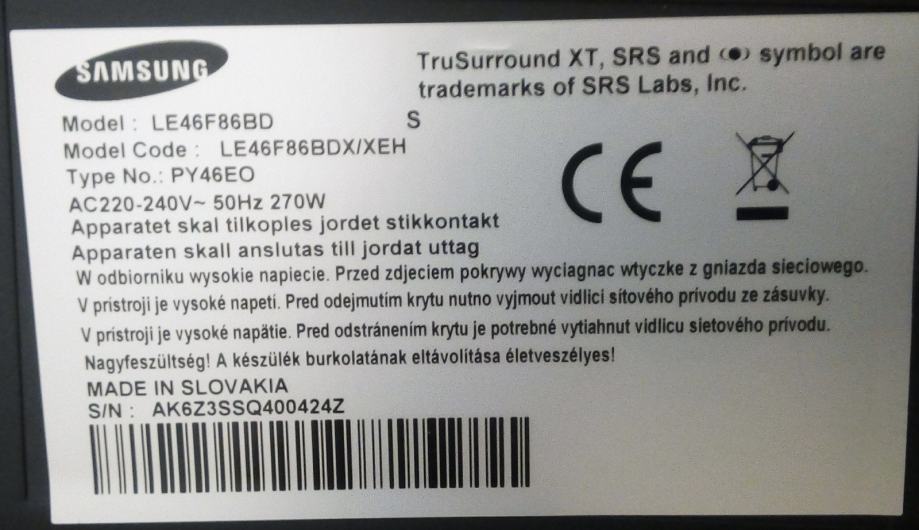 SAMSUNG
TruSurround XT, SRS and (●) symbol are
trademarks of SRS Labs, Inc.
Model : LE46F86BD S
Model Code : LE46F86BDX/XEH
Type No.: PY46EO
AC220-240V~ 50Hz 270W
Apparatet skal tilkoples jordet stikkontakt
Apparaten skall anslutas till jordat uttag
W odbiorniku wysokie napiecie. Przed zdjeciem pokrywy wyciagnac wtyczke z gniazda sieciowego.
V prístroji je vysoké napetí. Pred odejmutím krytu nutno vyjmout vidlici sítového prívodu ze zásuvky.
V prístroji je vysoké napätie. Pred odstránením krytu je potrebné vytiahnut vidlicu sietového prívodu.
Nagyfeszültség! A készülék burkolatának eltávolítása életveszélyes!
MADE IN SLOVAKIA
S/N : AK6Z3SSQ400424Z
CE